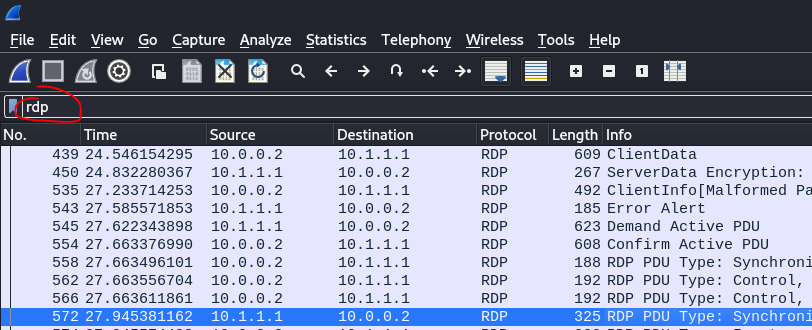 File Edit View Go Capture Analyze Statistics Telephony Wireless Tools Help
rdp
No. Time Source Destination Protocol Length Info
439 24.546154295 10.0.0.2 10.1.1.1 RDP 609 ClientData
450 24.832280367 10.1.1.1 10.0.0.2 RDP 267 ServerData Encryption:
535 27.233714253 10.0.0.2 10.1.1.1 RDP 492 ClientInfo[Malformed Pa
543 27.585571853 10.1.1.1 10.0.0.2 RDP 185 Error Alert
545 27.622343898 10.1.1.1 10.0.0.2 RDP 623 Demand Active PDU
554 27.663376990 10.0.0.2 10.1.1.1 RDP 608 Confirm Active PDU
558 27.663496101 10.0.0.2 10.1.1.1 RDP 188 RDP PDU Type: Synchroni
562 27.663556704 10.0.0.2 10.1.1.1 RDP 192 RDP PDU Type: Control,
566 27.663611861 10.0.0.2 10.1.1.1 RDP 192 RDP PDU Type: Control,
572 27.945381162 10.1.1.1 10.0.0.2 RDP 325 RDP PDU Type: Synchroni